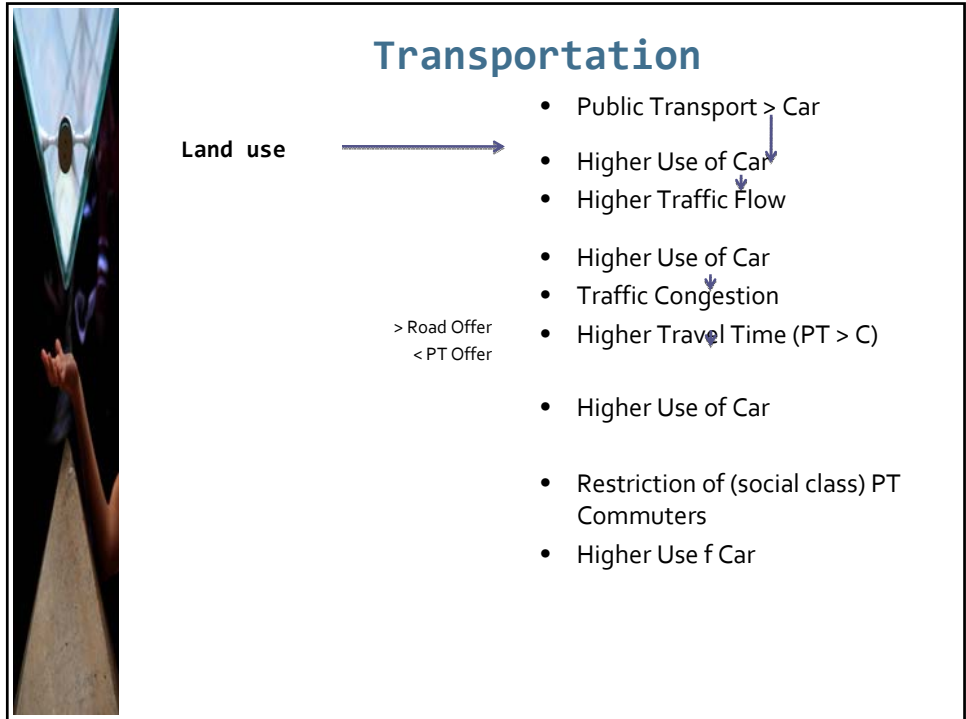 Transportation
• Public Transport > Car
Land use
• Higher Use of Car
• Higher Traffic Flow
• Higher Use of Car
• Traffic Congestion
> Road Offer
< PT Offer
• Higher Travel Time (PT > C)
• Higher Use of Car
• Restriction of (social class) PT
Commuters
• Higher Use f Car